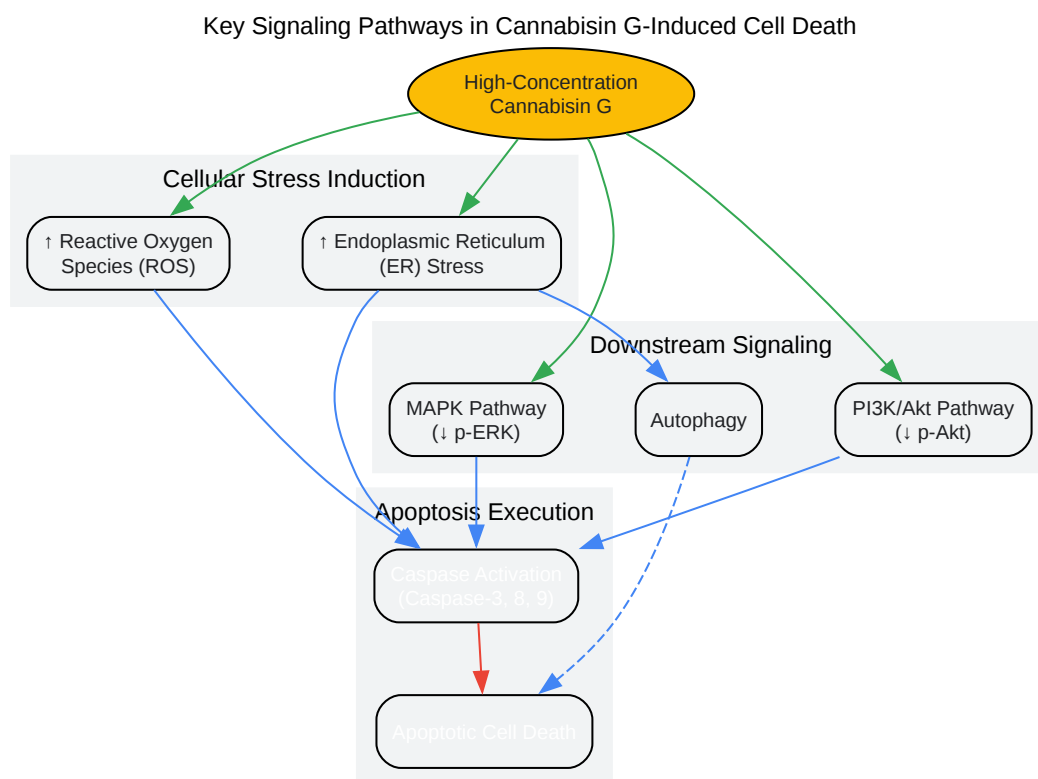 Key Signaling Pathways in Cannabisin G-Induced Cell Death
High-Concentration
Cannabisin G
Cellular Stress Induction
↑ Reactive Oxygen
Species (ROS)
↑ Endoplasmic Reticulum
(ER) Stress
Downstream Signaling
MAPK Pathway
(↓ p-ERK)
Autophagy
PI3K/Akt Pathway
(↓ p-Akt)
Apoptosis Execution
Caspase Activation
(Caspase-3, 8, 9)
Apoptotic Cell Death